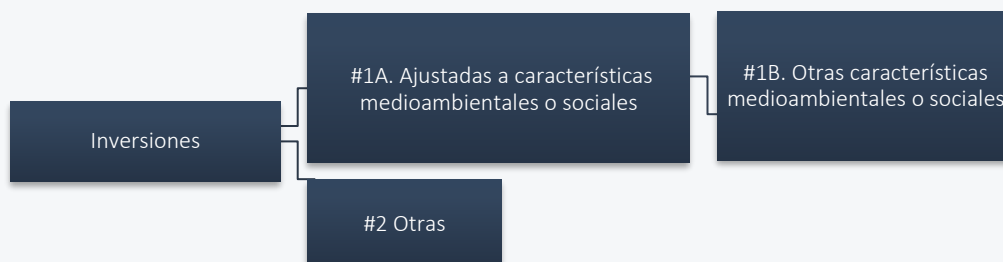 #1A. Ajustadas a características
medioambientales o sociales
#1B. Otras características
medioambientales o sociales
Inversiones
#2 Otras